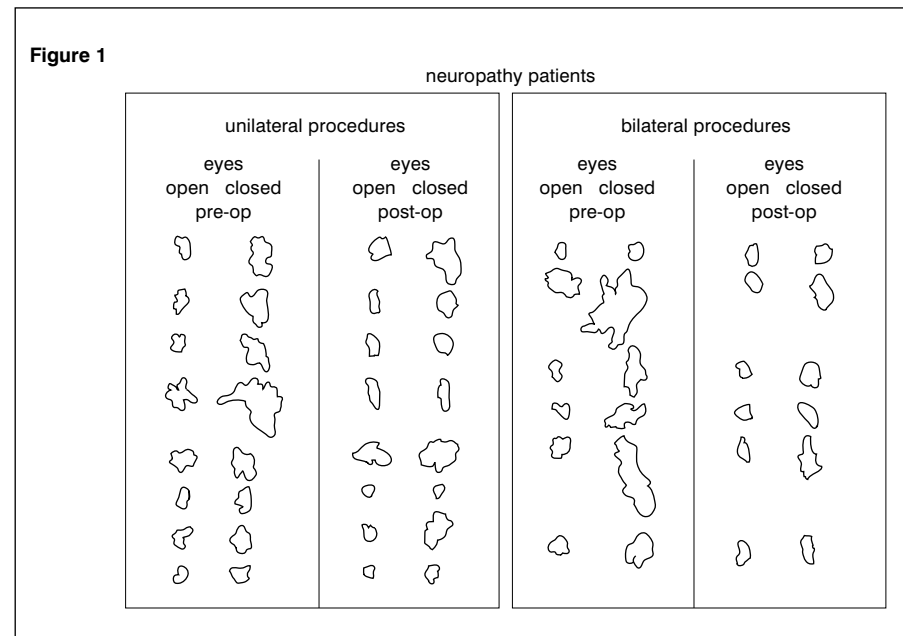 Figure 1
neuropathy patients
unilateral procedures
eyes
open closed
pre-op
eyes
open closed
post-op
bilateral procedures
eyes
open closed
pre-op
eyes
open closed
post-op